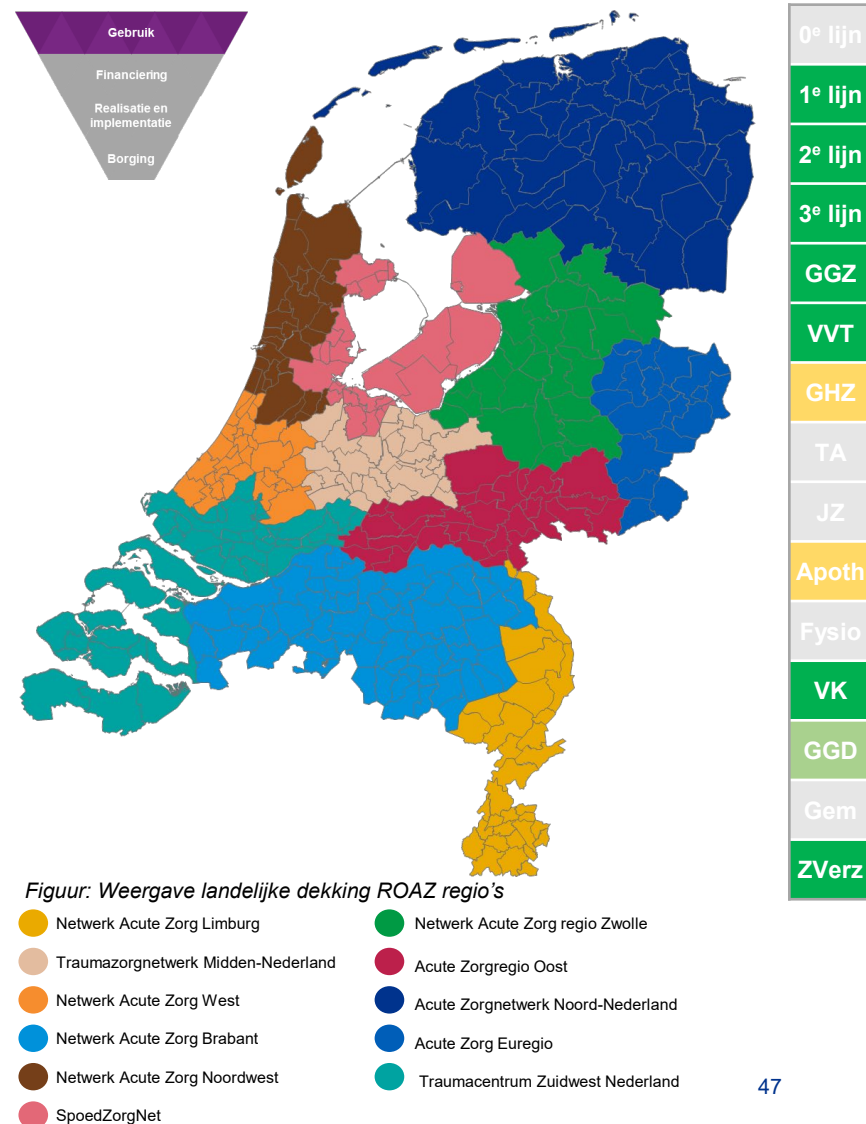 Gebruik
Financiering
Realisatie en
implementatie
Borging
0e lijn
1e lijn
2e lijn
3e lijn
GGZ
VVT
GHZ
TA
JZ
Apoth
Fysio
VK
GGD
Gem
ZVerz
Figuur: Weergave landelijke dekking ROAZ regio's
Netwerk Acute Zorg Limburg
Traumazorgnetwerk Midden-Nederland
Netwerk Acute Zorg West
Netwerk Acute Zorg Brabant
Netwerk Acute Zorg Noordwest
SpoedZorgNet
Netwerk Acute Zorg regio Zwolle
Acute Zorgregio Oost
Acute Zorgnetwerk Noord-Nederland
Acute Zorg Euregio
Traumacentrum Zuidwest Nederland
47